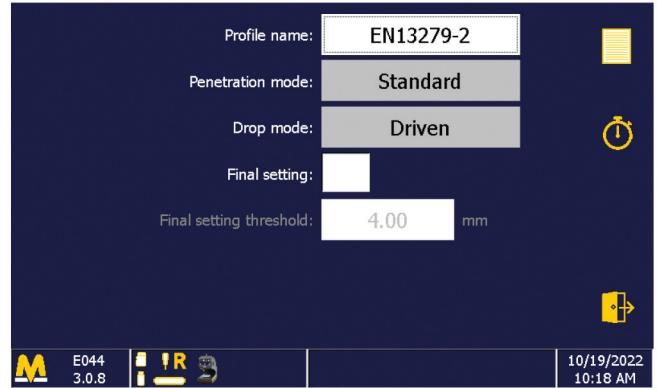 Profile name: EN13279-2
Penetration mode: Standard
Drop mode: Driven
Final setting:
Final setting threshold: 4.00 mm
E044
3.0.8
R
10/19/2022
10:18 AM